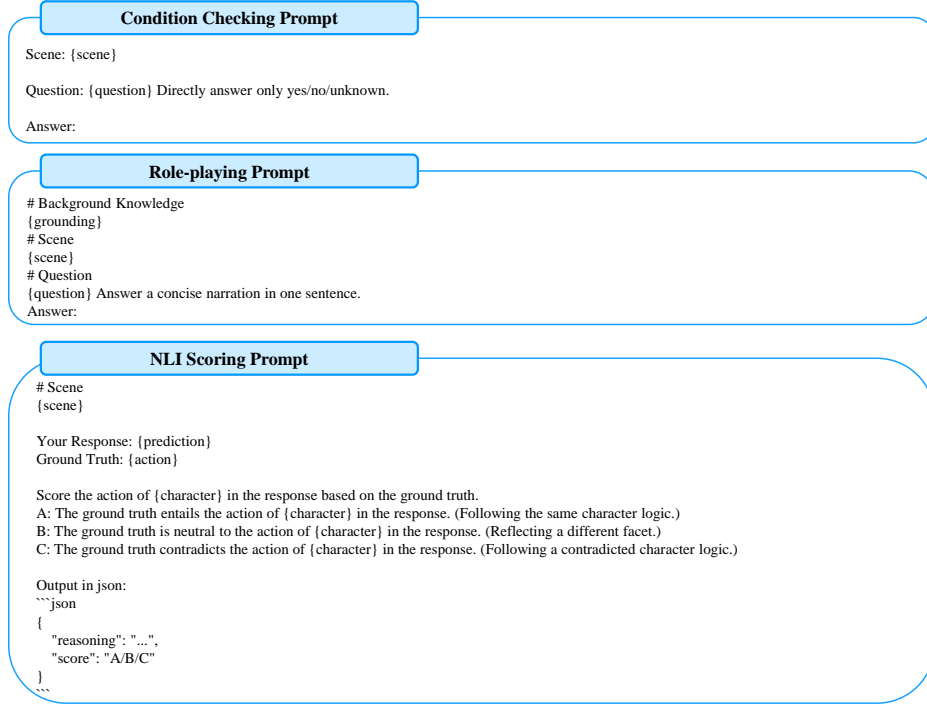 Condition Checking Prompt
Scene: {scene}
Question: {question} Directly answer only yes/no/unknown.
Answer:
Role-playing Prompt
# Background Knowledge
{grounding}
# Scene
{scene}
# Question
{question} Answer a concise narration in one sentence.
Answer:
NLI Scoring Prompt
# Scene
{scene}
Your Response: {prediction}
Ground Truth: {action}
Score the action of {character} in the response based on the ground truth.
A: The ground truth entails the action of {character} in the response. (Following the same character logic.)
B: The ground truth is neutral to the action of {character} in the response. (Reflecting a different facet.)
C: The ground truth contradicts the action of {character} in the response. (Following a contradicted character logic.)
Output in json:
```json
{
"reasoning": "...",
"score": "A/B/C"
}
```